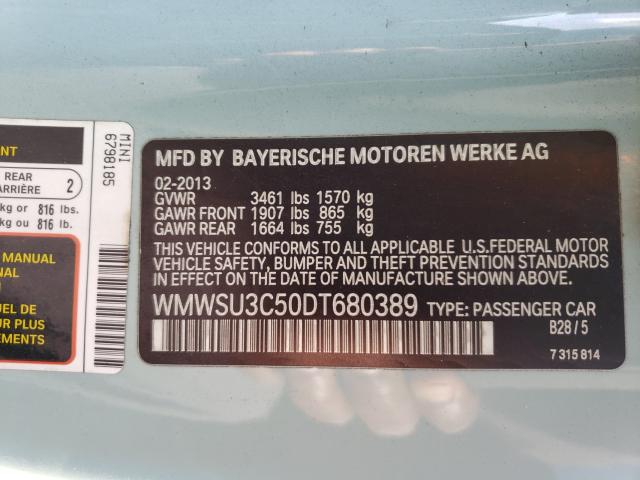 MINI
6798185
ENT
REAR
ARRIÈRE
2
kg or 816 lbs.
kg ou 816 lb.
MANUAL
ONAL
N
EL DE
UR PLUS
EMENTS
MFD BY BAYERISCHE MOTOREN WERKE AG
02-2013
GVWR 3461 lbs 1570 kg
GAWR FRONT 1907 lbs 865 kg
GAWR REAR 1664 lbs 755 kg
THIS VEHICLE CONFORMS TO ALL APPLICABLE U.S.FEDERAL MOTOR
VEHICLE SAFETY, BUMPER AND THEFT PREVENTION STANDARDS
IN EFFECT ON THE DATE OF MANUFACTURE SHOWN ABOVE.
WMWSU3C50DT680389 TYPE: PASSENGER CAR
B28 / 5
7 315 814